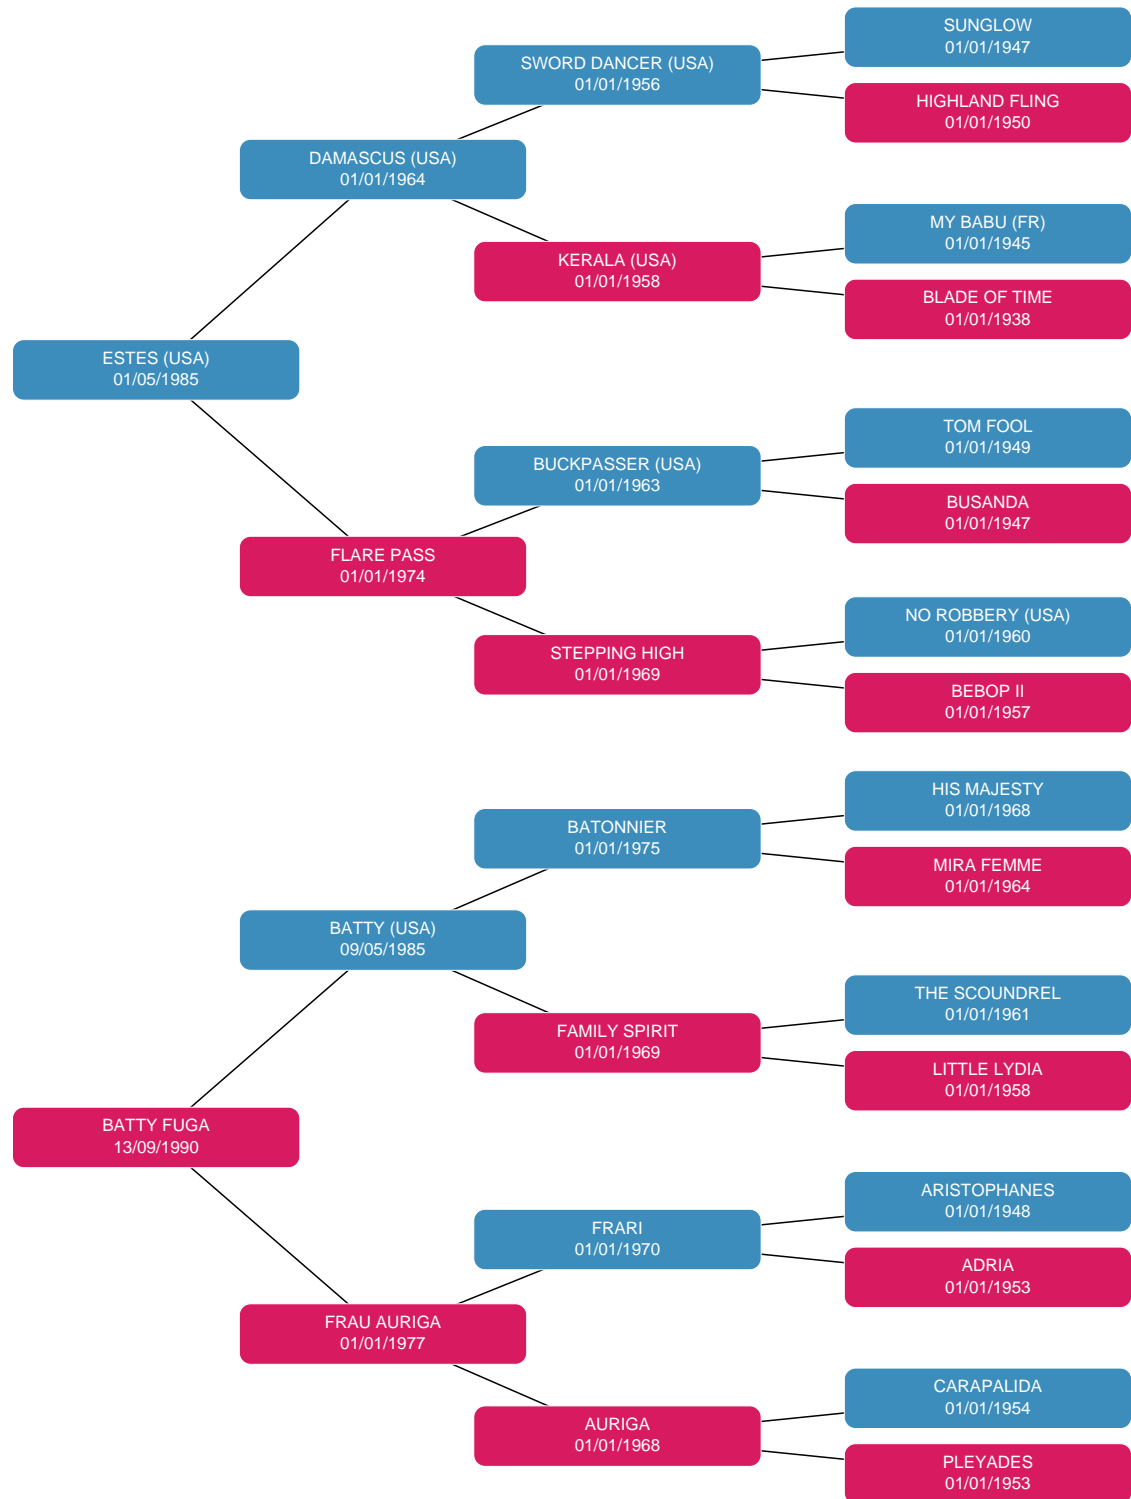 SUNGLOW
01/01/1947
SWORD DANCER (USA)
01/01/1956
HIGHLAND FLING
01/01/1950
DAMASCUS (USA)
01/01/1964
MY BABU (FR)
01/01/1945
KERALA (USA)
01/01/1958
BLADE OF TIME
01/01/1938
ESTES (USA)
01/05/1985
TOM FOOL
01/01/1949
BUCKPASSER (USA)
01/01/1963
BUSANDA
01/01/1947
FLARE PASS
01/01/1974
NO ROBBERY (USA)
01/01/1960
STEPPING HIGH
01/01/1969
BEBOP II
01/01/1957
HIS MAJESTY
01/01/1968
BATONNIER
01/01/1975
MIRA FEMME
01/01/1964
BATTY (USA)
09/05/1985
THE SCOUNDREL
01/01/1961
FAMILY SPIRIT
01/01/1969
LITTLE LYDIA
01/01/1958
BATTY FUGA
13/09/1990
ARISTOPHANES
01/01/1948
FRARI
01/01/1970
ADRIA
01/01/1953
FRAU AURIGA
01/01/1977
CARAPALIDA
01/01/1954
AURIGA
01/01/1968
PLEYADES
01/01/1953